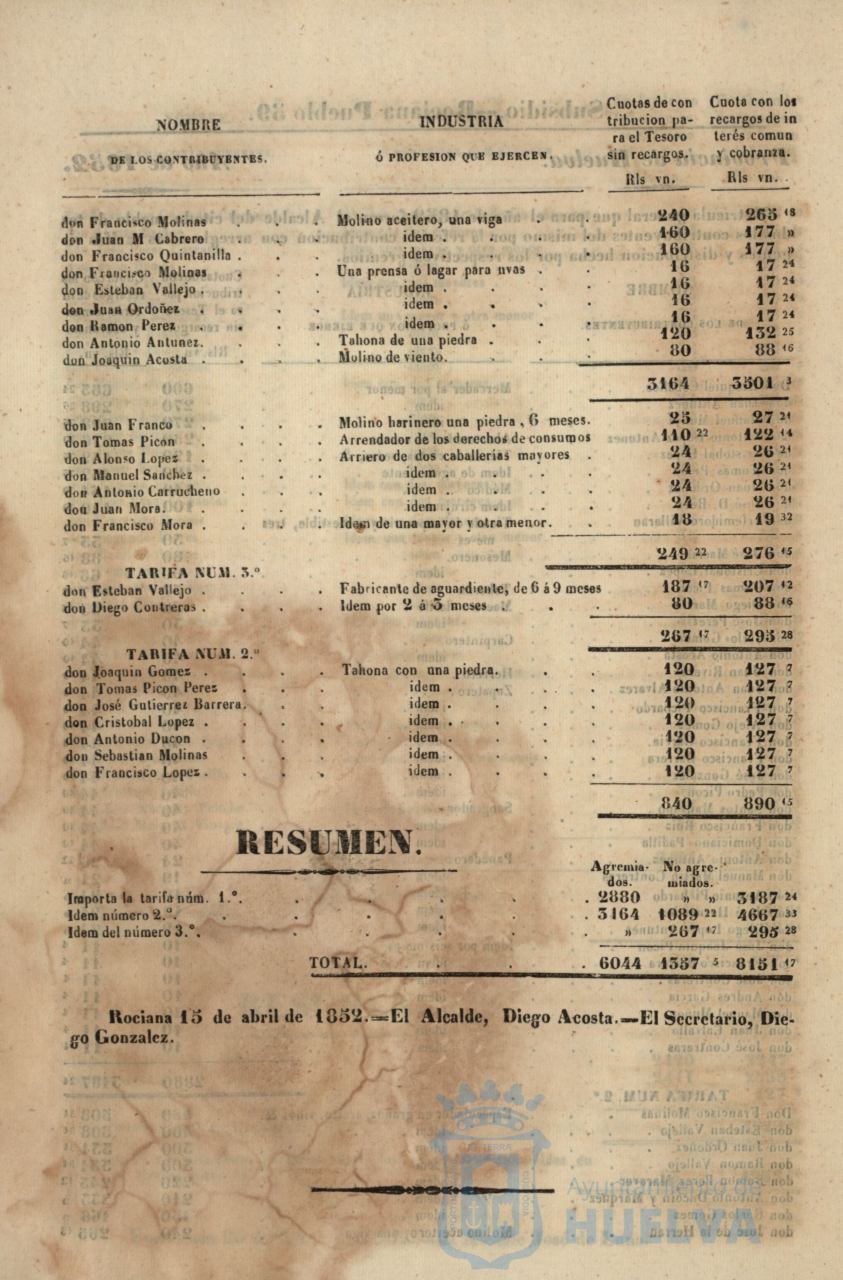 NOMBRE
DE LOS CONTRIBUYENTES.
INDUSTRIA
Ó PROFESION QUE EJERCEN.
Cuotas de con
tribucion pa-
ra el Tesoro
sin recargos.
Rls vn.
Cuota con los
recargos de in
terés comun
y cobranza.
Rls vn.
don Francisco Molinas . . . Molino aceitero, una viga . . 240 265 18
don Juan M Cabrero . . . idem . . . . 160 177 »
don Francisco Quintanilla . . . idem . . . . 160 177 »
don Francisco Molinas . . . Una prensa ó lagar para uvas . . 16 17 24
don Esteban Vallejo . . . . idem . . . . 16 17 24
don Juan Ordoñez . . . . idem . . . . 16 17 24
don Ramon Perez . . . . idem . . . . 16 17 24
don Antonio Antunez. . . . Tahona de una piedra . . 120 132 25
don Joaquin Acosta . . . . Molino de viento. . . . 80 88 16
3164 3501 3
don Juan Franco . . . . Molino harinero una piedra, 6 meses. 25 27 21
don Tomas Picon . . . . Arrendador de los derechos de consumos 110 22 122 14
don Alonso Lopez . . . . Arriero de dos caballerias mayores . 24 26 21
don Manuel Sanchez . . . . idem . . . . 24 26 21
don Antonio Carrucheno . . . idem . . . . 24 26 21
don Juan Mora. . . . . idem . . . . 24 26 21
don Francisco Mora . . . . Idem de una mayor y otra menor. . 18 19 32
249 22 276 15
TARIFA NUM. 3.º
don Esteban Vallejo . . . . Fabricante de aguardiente, de 6 á 9 meses 187 17 207 12
don Diego Contreras . . . . Idem por 2 á 3 meses . . . 80 88 16
267 17 295 28
TARIFA NUM. 2.º
don Joaquin Gomez . . . . Tahona con una piedra. . . 120 127 7
don Tomas Picon Perez . . . idem . . . . 120 127 7
don José Gutierrez Barrera. . . idem . . . . 120 127 7
don Cristobal Lopez . . . . idem . . . . 120 127 7
don Antonio Ducon . . . . idem . . . . 120 127 7
don Sebastian Molinas . . . idem . . . . 120 127 7
don Francisco Lopez . . . . idem . . . . 120 127 7
840 890 15
RESUMEN.
Agremia- No agre-
dos. miados.
Importa la tarifa núm. 1.º. . . . . . 2880 » » 3187 24
Idem número 2.º. . . . . . . 3164 1089 22 4667 33
Idem del número 3.º. . . . . . » 267 17 295 28
TOTAL. . . . 6044 1357 5 8151 17
Rociana 15 de abril de 1852.=El Alcalde, Diego Acosta.=El Secretario, Die-
go Gonzalez.
Ayuntamiento de
HUELVA